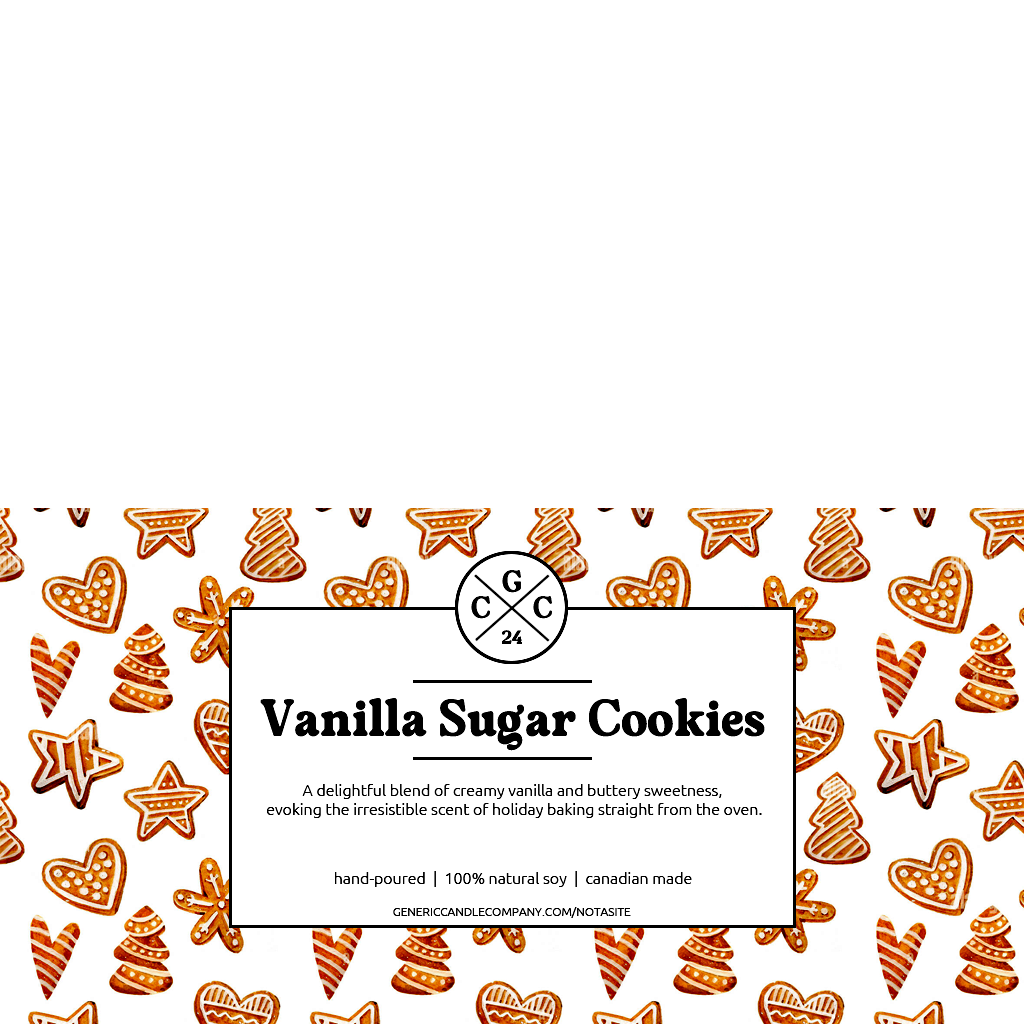 G
C C
24
Vanilla Sugar Cookies
A delightful blend of creamy vanilla and buttery sweetness,
evoking the irresistible scent of holiday baking straight from the oven.
hand-poured | 100% natural soy | canadian made
GENERICCANDLECOMPANY.COM/NOTASITE